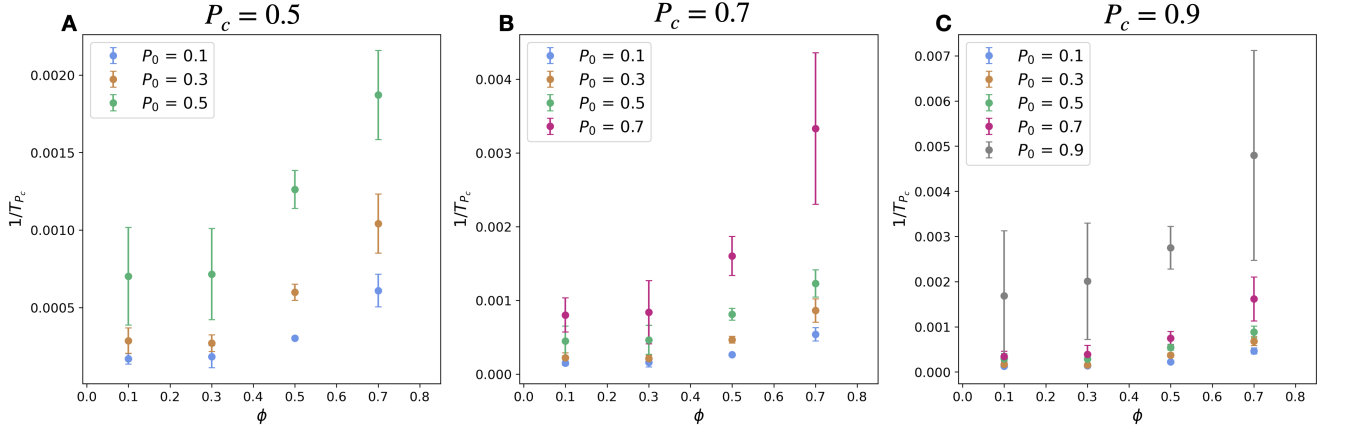 A
P_c = 0.5
P_0 = 0.1
P_0 = 0.3
P_0 = 0.5
0.0020
0.0015
0.0010
0.0005
1/T_{P_c}
0.0 0.1 0.2 0.3 0.4 0.5 0.6 0.7 0.8
ϕ
B
P_c = 0.7
P_0 = 0.1
P_0 = 0.3
P_0 = 0.5
P_0 = 0.7
0.004
0.003
0.002
0.001
0.000
1/T_{P_c}
0.0 0.1 0.2 0.3 0.4 0.5 0.6 0.7 0.8
ϕ
C
P_c = 0.9
P_0 = 0.1
P_0 = 0.3
P_0 = 0.5
P_0 = 0.7
P_0 = 0.9
0.007
0.006
0.005
0.004
0.003
0.002
0.001
0.000
1/T_{P_c}
0.0 0.1 0.2 0.3 0.4 0.5 0.6 0.7 0.8
ϕ